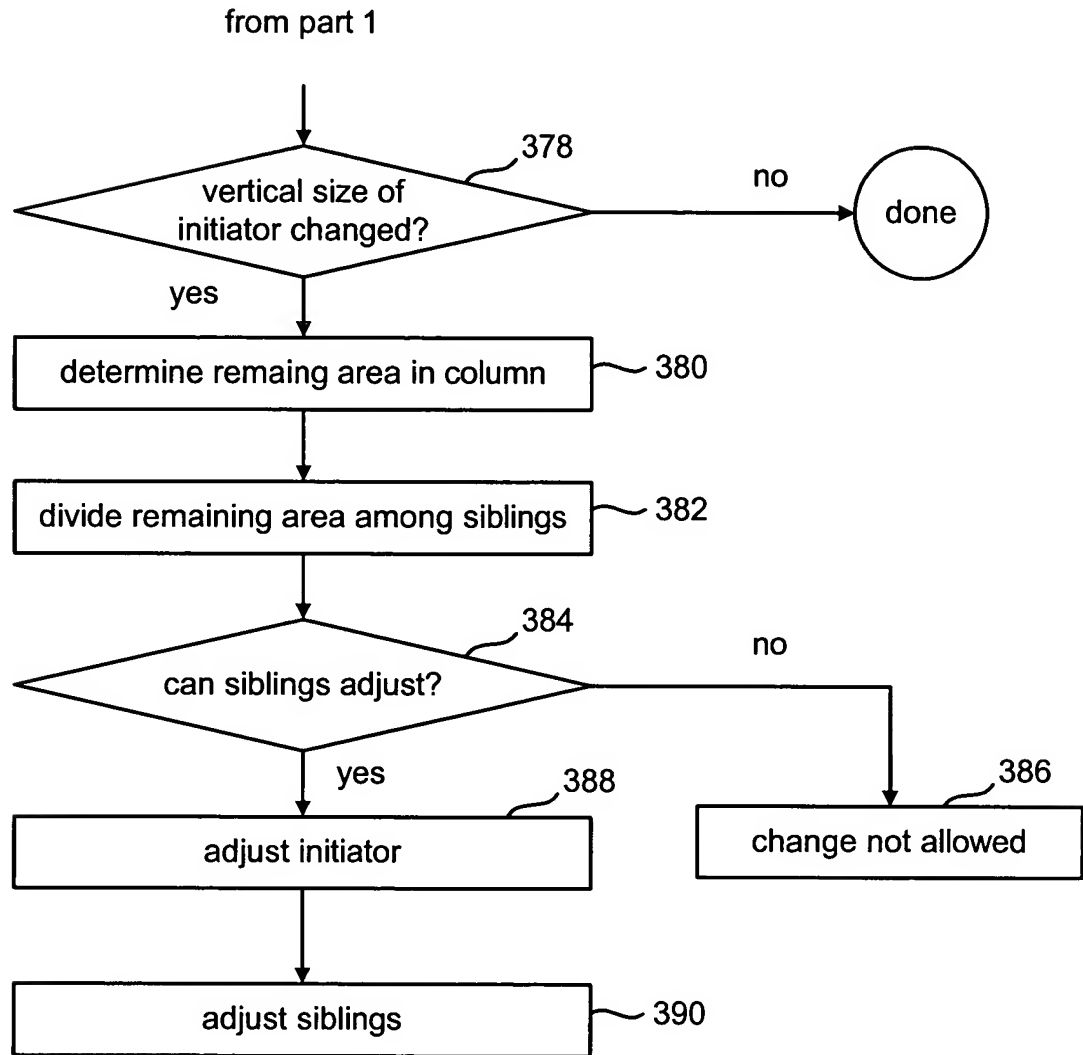 from part 1
378
vertical size of
initiator changed?
no
done
yes
determine remaing area in column
380
divide remaining area among siblings
382
384
can siblings adjust?
no
yes
388
386
adjust initiator
change not allowed
adjust siblings
390